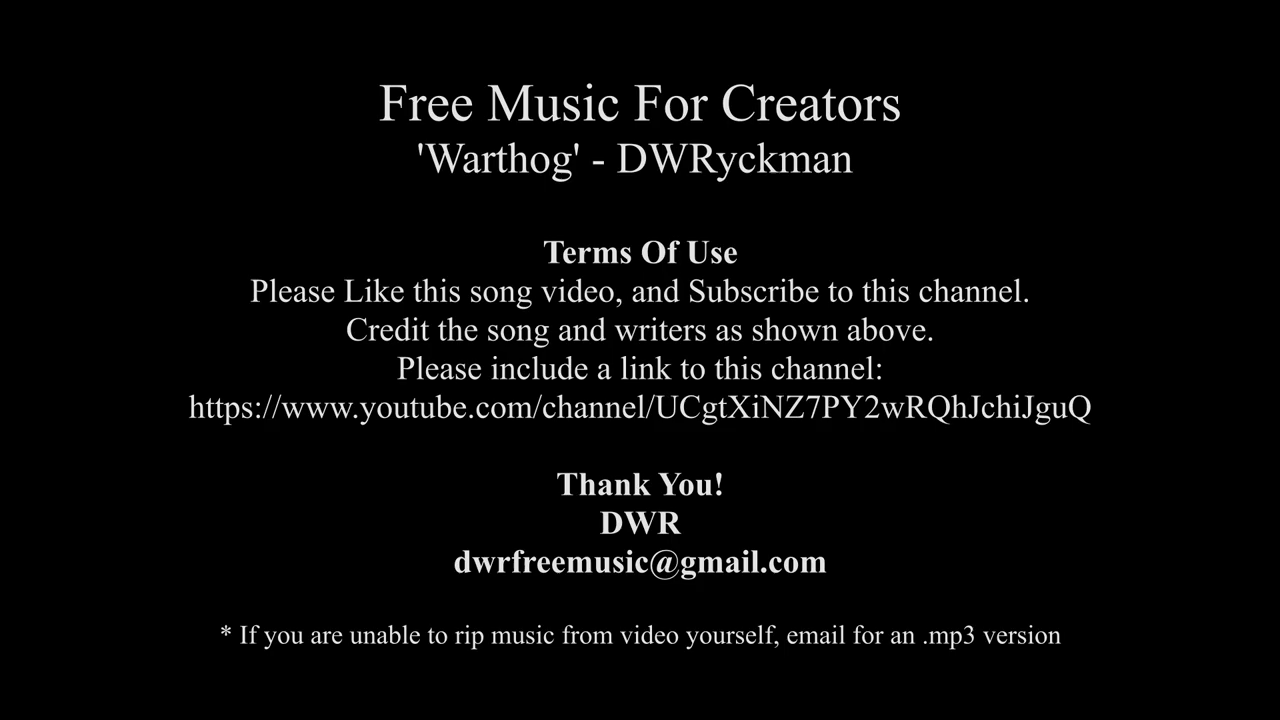 Free Music For Creators
'Warthog' - DWRyckman
Terms Of Use
Please Like this song video, and Subscribe to this channel.
Credit the song and writers as shown above.
Please include a link to this channel:
https://www.youtube.com/channel/UCgtXiNZ7PY2wRQhJchiJguQ
Thank You!
DWR
dwrfreemusic@gmail.com
* If you are unable to rip music from video yourself, email for an .mp3 version